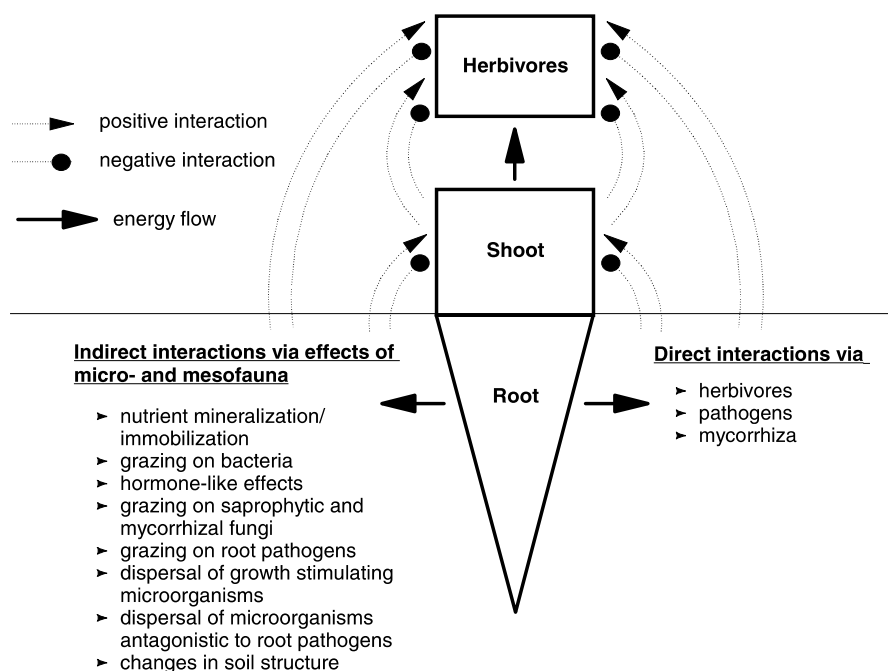 Herbivores
positive interaction
negative interaction
energy flow
Shoot
Indirect interactions via effects of
micro- and mesofauna
nutrient mineralization/
immobilization
grazing on bacteria
hormone-like effects
grazing on saprophytic and
mycorrhizal fungi
grazing on root pathogens
dispersal of growth stimulating
microorganisms
dispersal of microorganisms
antagonistic to root pathogens
changes in soil structure
Root
Direct interactions via
herbivores
pathogens
mycorrhiza